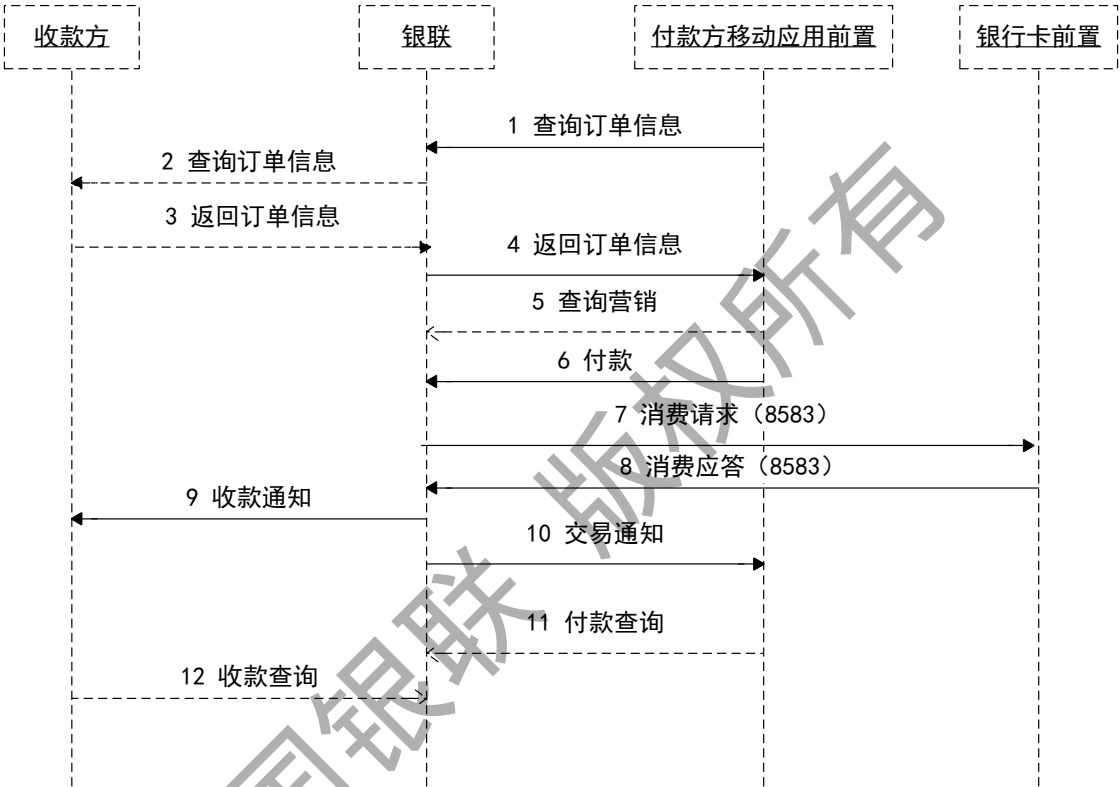 收款方
银联
付款方移动应用前置
银行卡前置
1 查询订单信息
2 查询订单信息
3 返回订单信息
4 返回订单信息
5 查询营销
6 付款
7 消费请求（8583）
8 消费应答（8583）
9 收款通知
10 交易通知
11 付款查询
12 收款查询
国银联 版权所有